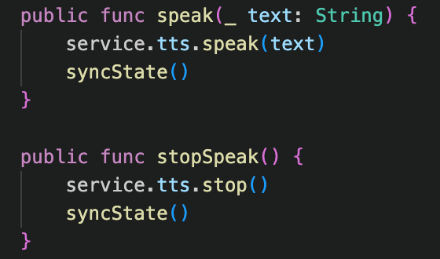 public func speak(_ text: String) {
    service.tts.speak(text)
    syncState()
}

public func stopSpeak() {
    service.tts.stop()
    syncState()
}